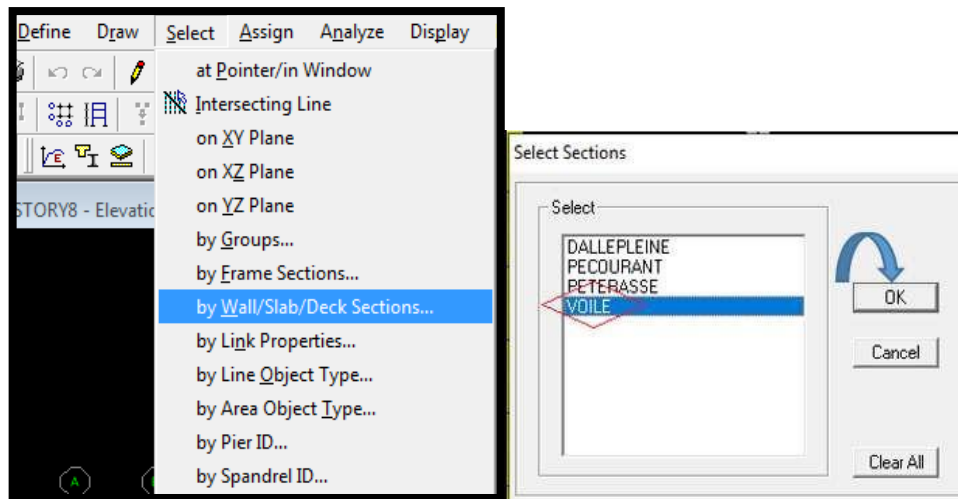 Define Draw Select Assign Analyze Display
at Pointer/in Window
Intersecting Line
on XY Plane
on XZ Plane
on YZ Plane
by Groups...
by Frame Sections...
by Wall/Slab/Deck Sections...
by Link Properties...
by Line Object Type...
by Area Object Type...
by Pier ID...
by Spandrel ID...
STORY8 - Elevatio
A
Select Sections
Select
DALLEPLEINE
PECOURANT
PETERASSE
VOILE
OK
Cancel
Clear All